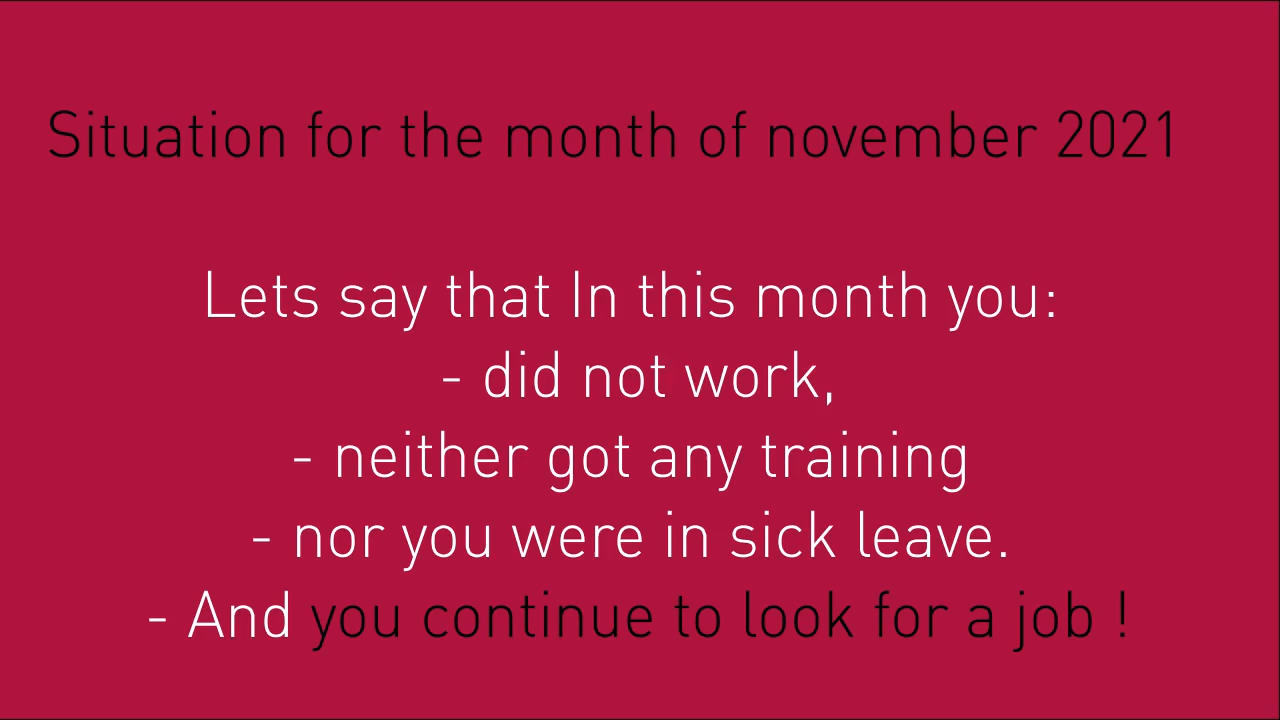 Situation for the month of november 2021
Lets say that In this month you:
- did not work,
- neither got any training
- nor you were in sick leave.
- And you continue to look for a job !